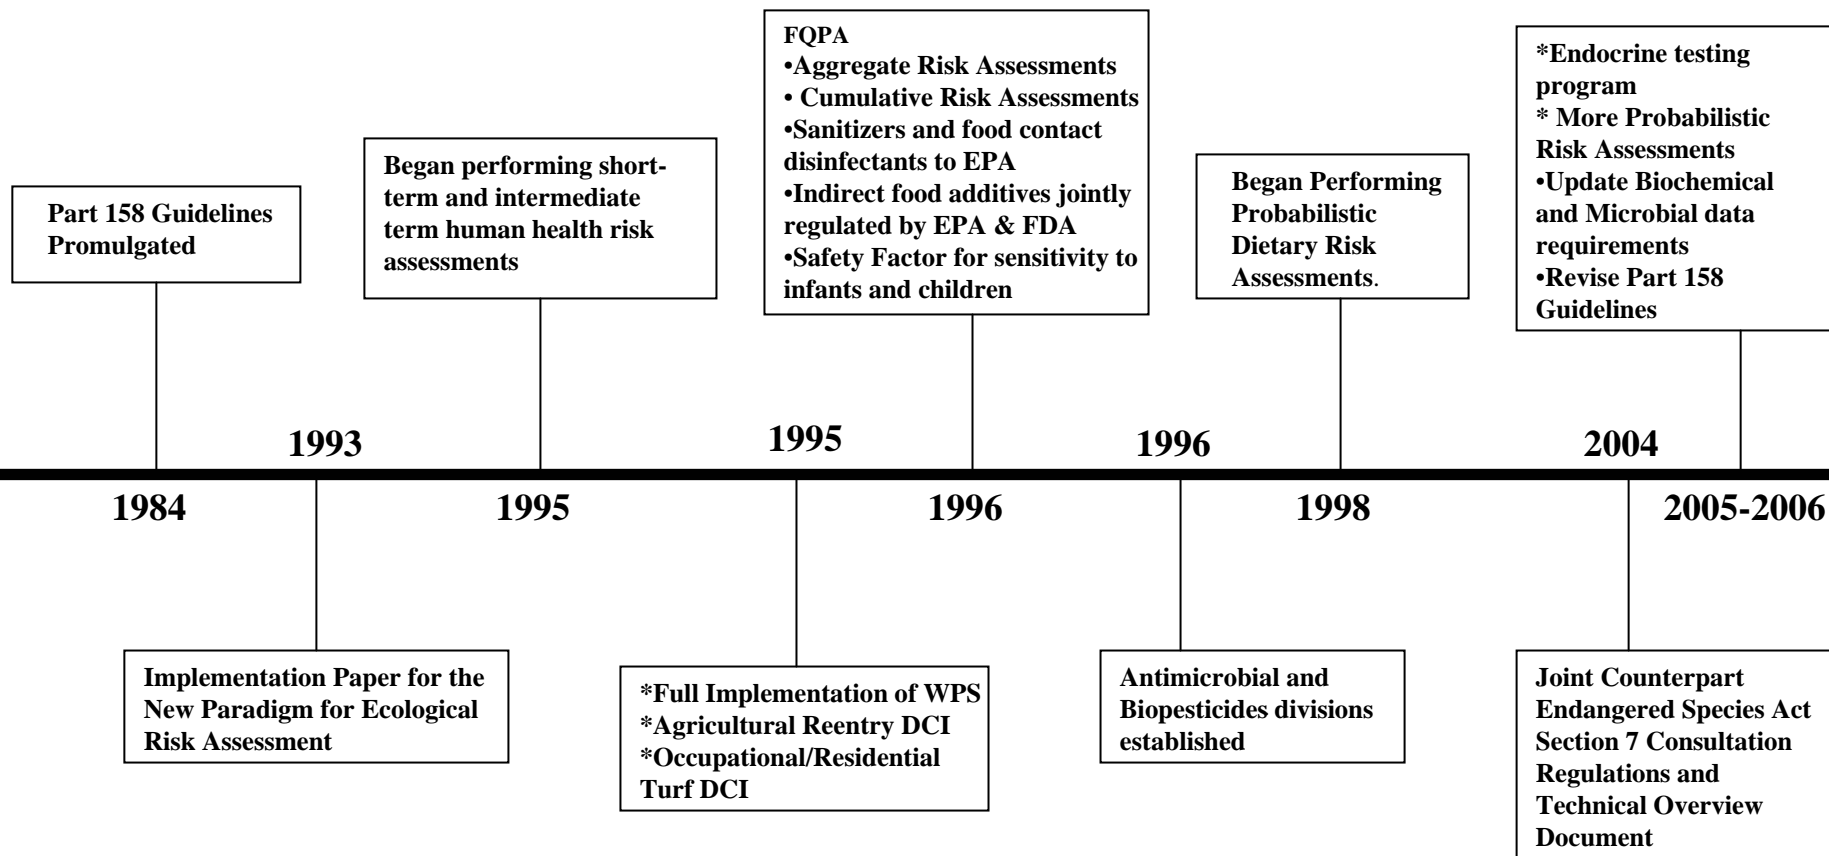 Part 158 Guidelines
Promulgated
Began performing short-
term and intermediate
term human health risk
assessments
FQPA
•Aggregate Risk Assessments
• Cumulative Risk Assessments
•Sanitizers and food contact
disinfectants to EPA
•Indirect food additives jointly
regulated by EPA & FDA
•Safety Factor for sensitivity to
infants and children
Began Performing
Probabilistic
Dietary Risk
Assessments.
*Endocrine testing
program
* More Probabilistic
Risk Assessments
•Update Biochemical
and Microbial data
requirements
•Revise Part 158
Guidelines
1993
1995
1996
2004
1984
1995
1996
1998
2005-2006
Implementation Paper for the
New Paradigm for Ecological
Risk Assessment
*Full Implementation of WPS
*Agricultural Reentry DCI
*Occupational/Residential
Turf DCI
Antimicrobial and
Biopesticides divisions
established
Joint Counterpart
Endangered Species Act
Section 7 Consultation
Regulations and
Technical Overview
Document